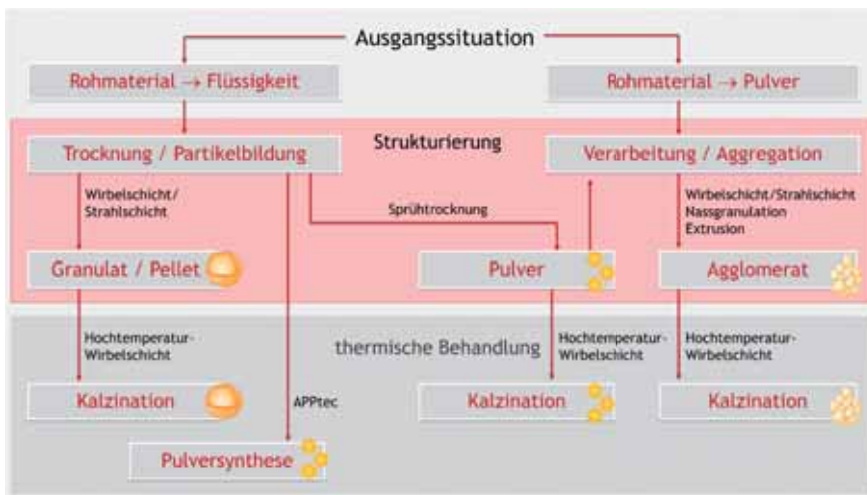 Ausgangssituation
Rohmaterial → Flüssigkeit
Rohmaterial → Pulver
Strukturierung
Trocknung / Partikelbildung
Verarbeitung / Aggregation
Wirbelschicht/
Strahlschicht
Sprühtrocknung
Wirbelschicht/Strahlschicht
Nassgranulation
Extrusion
Granulat / Pellet
Pulver
Agglomerat
thermische Behandlung
Hochtemperatur-
Wirbelschicht
Hochtemperatur-
Wirbelschicht
Hochtemperatur-
Wirbelschicht
Kalzination
APPtec
Kalzination
Kalzination
Pulversynthese